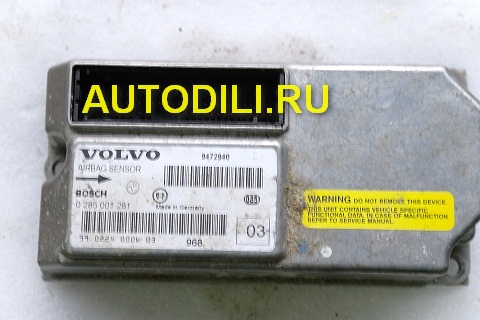 AUTODILI.RU
VOLVO
9472940
AIRBAG SENSOR
BOSCH
0 285 001 281
Made in Germany
968
03
WARNING DO NOT REMOVE THIS DEVICE.
THIS UNIT CONTAINS VEHICLE SPECIFIC
FUNCTIONAL DATA, IN CASE OF MALFUNCTION
REFER TO SERVICE MANUAL.